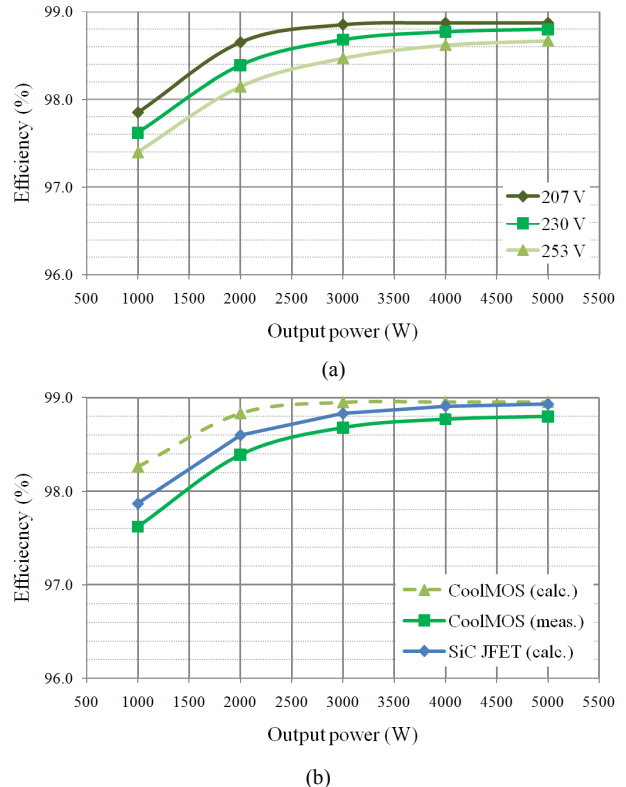 99.0
98.0
97.0
96.0
Efficiency (%)
207 V
230 V
253 V
500 1000 1500 2000 2500 3000 3500 4000 4500 5000 5500
Output power (W)
(a)
99.0
98.0
97.0
96.0
Efficiecncy (%)
CoolMOS (calc.)
CoolMOS (meas.)
SiC JFET (calc.)
500 1000 1500 2000 2500 3000 3500 4000 4500 5000 5500
Output power (W)
(b)